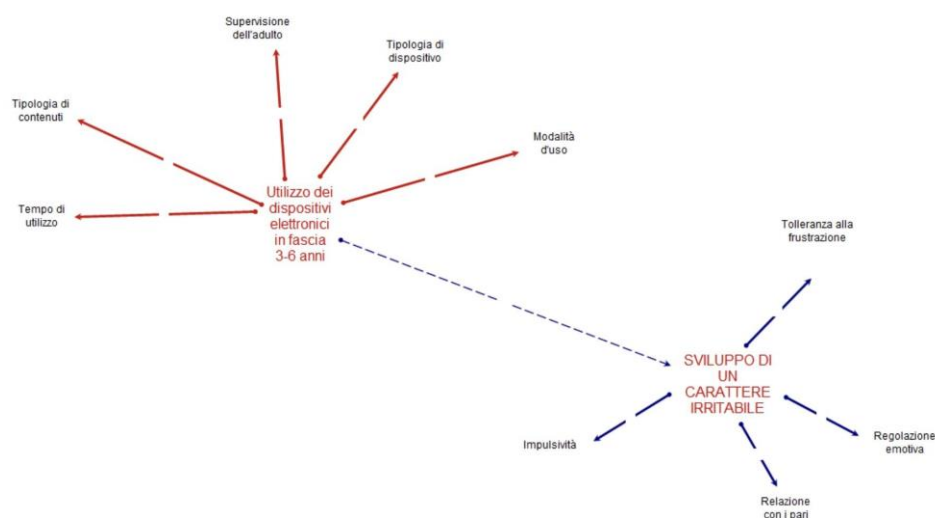 Supervisione
dell'adulto
Tipologia di
dispositivo
Tipologia di
contenuti
Modalità
d'uso
Tempo di
utilizzo
Utilizzo dei
dispositivi
elettronici
in fascia
3-6 anni
Tolleranza alla
frustrazione
SVILUPPO DI
UN
CARATTERE
IRRITABILE
Impulsività
Regolazione
emotiva
Relazione
con i pari